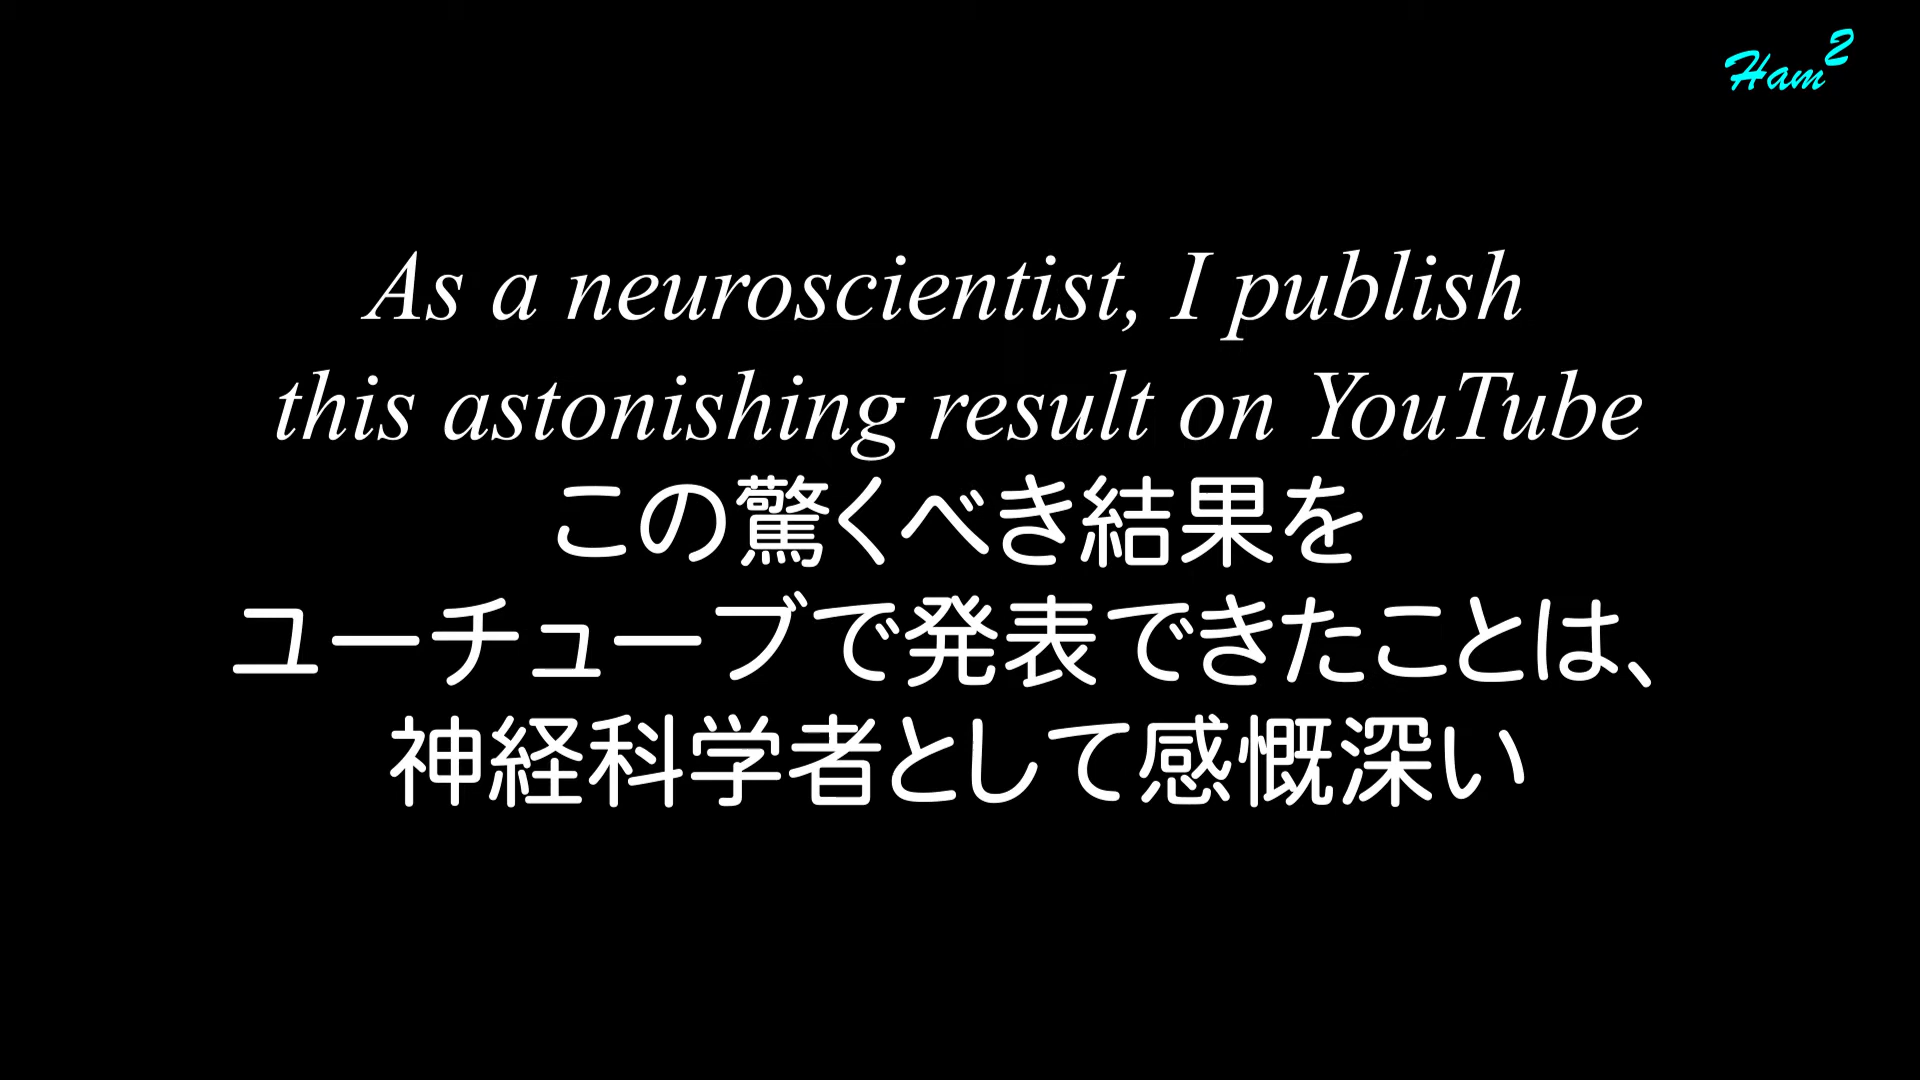 Ham²
As a neuroscientist, I publish
this astonishing result on YouTube
この驚くべき結果を
ユーチューブで発表できたことは、
神経科学者として感慨深い